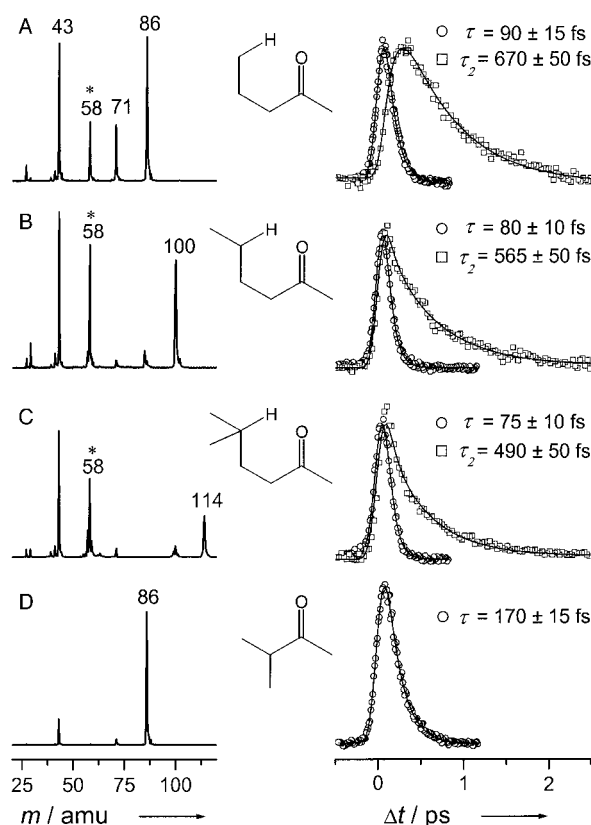 A
43
*
58
71
86
H
O
τ = 90 ± 15 fs
τ2 = 670 ± 50 fs
B
*
58
100
H
O
τ = 80 ± 10 fs
τ2 = 565 ± 50 fs
C
*
58
114
H
O
τ = 75 ± 10 fs
τ2 = 490 ± 50 fs
D
86
O
τ = 170 ± 15 fs
25 50 75 100
0 1 2
m / amu
Δt / ps